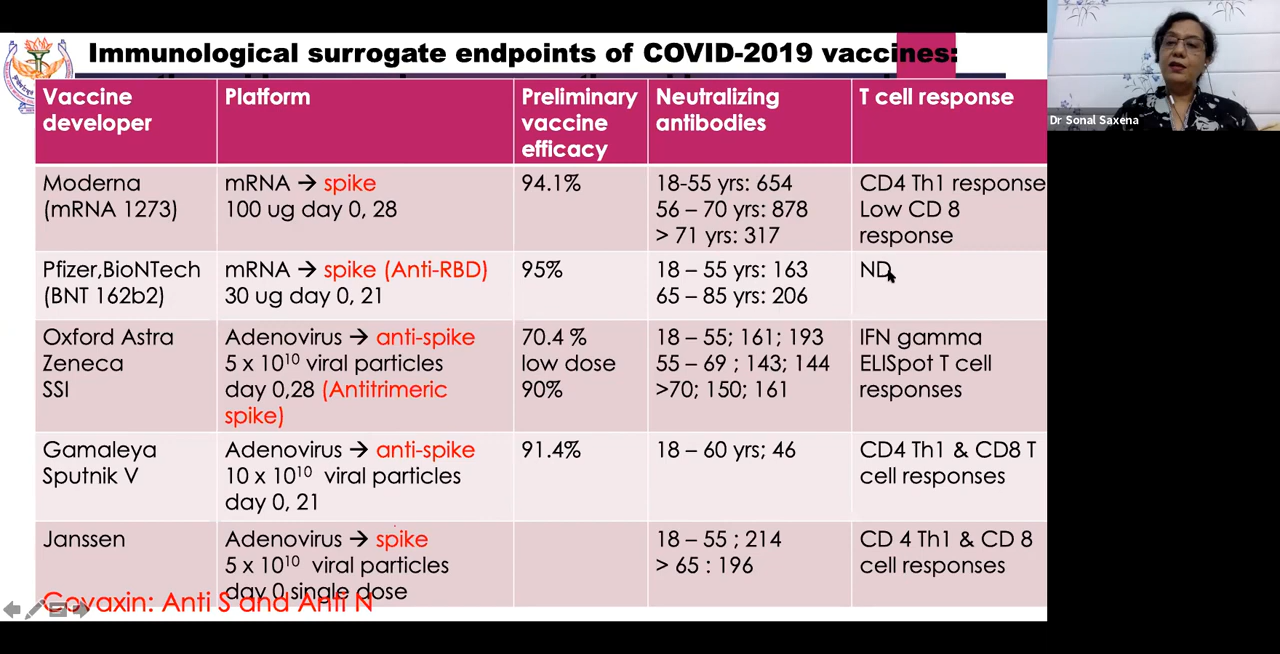 Immunological surrogate endpoints of COVID-2019 vaccines:
Dr Sonal Saxena
Vaccine developer
Platform
Preliminary vaccine efficacy
Neutralizing antibodies
T cell response
Moderna
(mRNA 1273)
mRNA → spike
100 ug day 0, 28
94.1%
18-55 yrs: 654
56 – 70 yrs: 878
> 71 yrs: 317
CD4 Th1 response
Low CD 8
response
Pfizer,BioNTech
(BNT 162b2)
mRNA → spike (Anti-RBD)
30 ug day 0, 21
95%
18 – 55 yrs: 163
65 – 85 yrs: 206
ND
Oxford Astra
Zeneca
SSI
Adenovirus → anti-spike
5 x 10¹⁰ viral particles
day 0,28 (Antitrimeric
spike)
70.4 %
low dose
90%
18 – 55; 161; 193
55 – 69 ; 143; 144
>70; 150; 161
IFN gamma
ELISpot T cell
responses
Gamaleya
Sputnik V
Adenovirus → anti-spike
10 x 10¹⁰ viral particles
day 0, 21
91.4%
18 – 60 yrs; 46
CD4 Th1 & CD8 T
cell responses
Janssen
Adenovirus → spike
5 x 10¹⁰ viral particles
day 0 single dose
18 – 55 ; 214
> 65 : 196
CD 4 Th1 & CD 8
cell responses
Covaxin: Anti S and Anti N